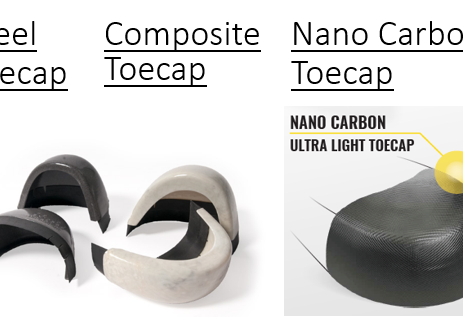 eel
ecap
Composite
Toecap
Nano Carbo
Toecap
NANO CARBON
ULTRA LIGHT TOECAP